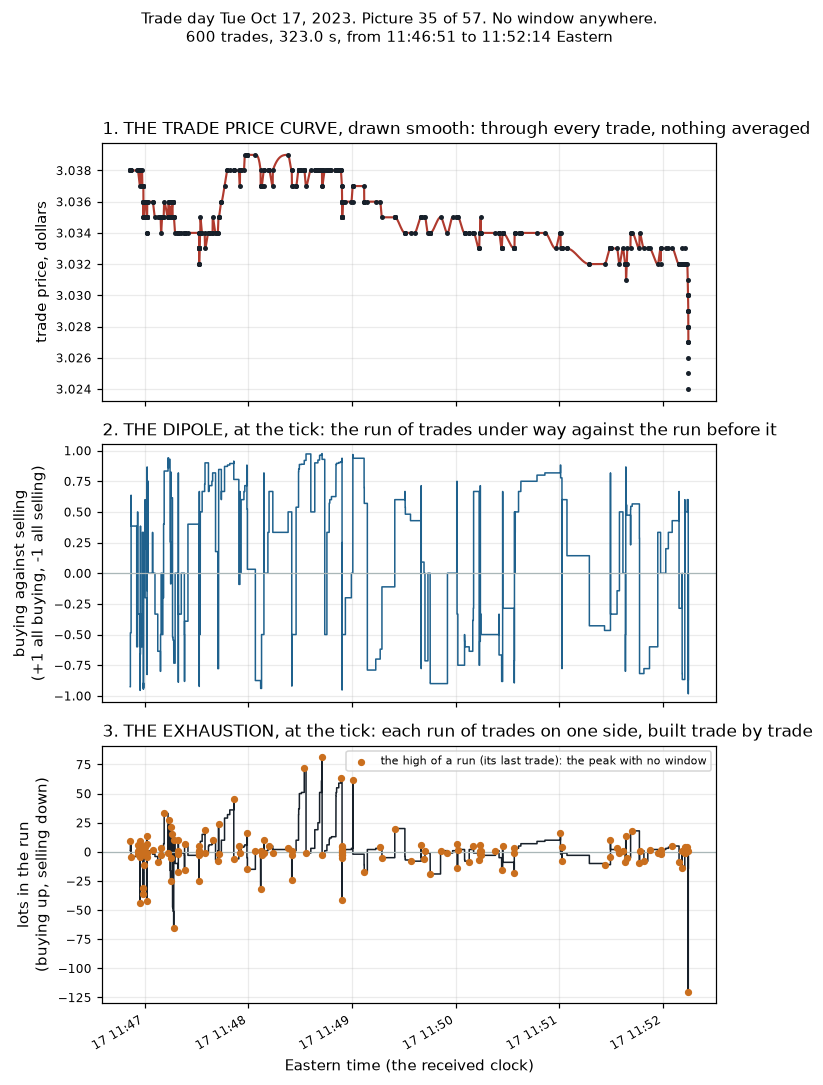 Trade day Tue Oct 17, 2023. Picture 35 of 57. No window anywhere.
600 trades, 323.0 s, from 11:46:51 to 11:52:14 Eastern
1. THE TRADE PRICE CURVE, drawn smooth: through every trade, nothing averaged
trade price, dollars
3.038
3.036
3.034
3.032
3.030
3.028
3.026
3.024
2. THE DIPOLE, at the tick: the run of trades under way against the run before it
buying against selling
(+1 all buying, -1 all selling)
1.00
0.75
0.50
0.25
0.00
−0.25
−0.50
−0.75
−1.00
3. THE EXHAUSTION, at the tick: each run of trades on one side, built trade by trade
the high of a run (its last trade): the peak with no window
lots in the run
(buying up, selling down)
75
50
25
0
−25
−50
−75
−100
−125
17 11:47
17 11:48
17 11:49
17 11:50
17 11:51
17 11:52
Eastern time (the received clock)